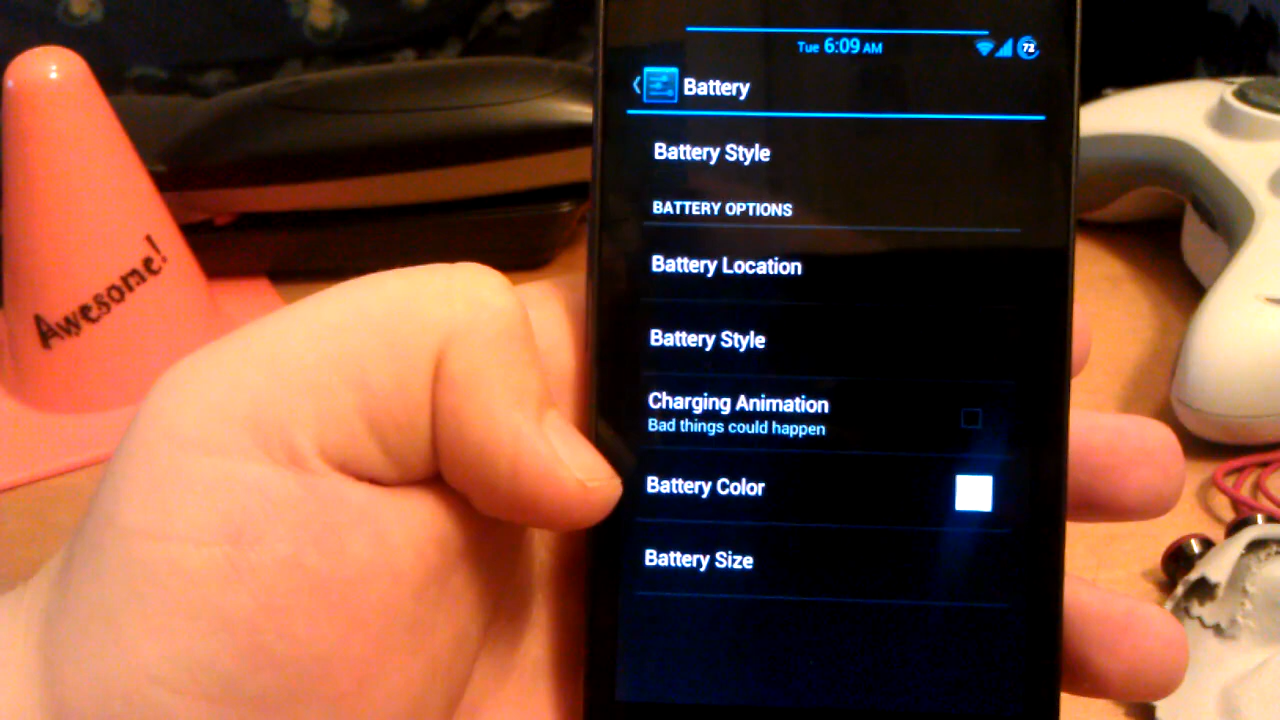 Tue 6:09 AM
72
Battery
Battery Style
BATTERY OPTIONS
Battery Location
Battery Style
Charging Animation
Bad things could happen
Battery Color
Battery Size
Awesome!